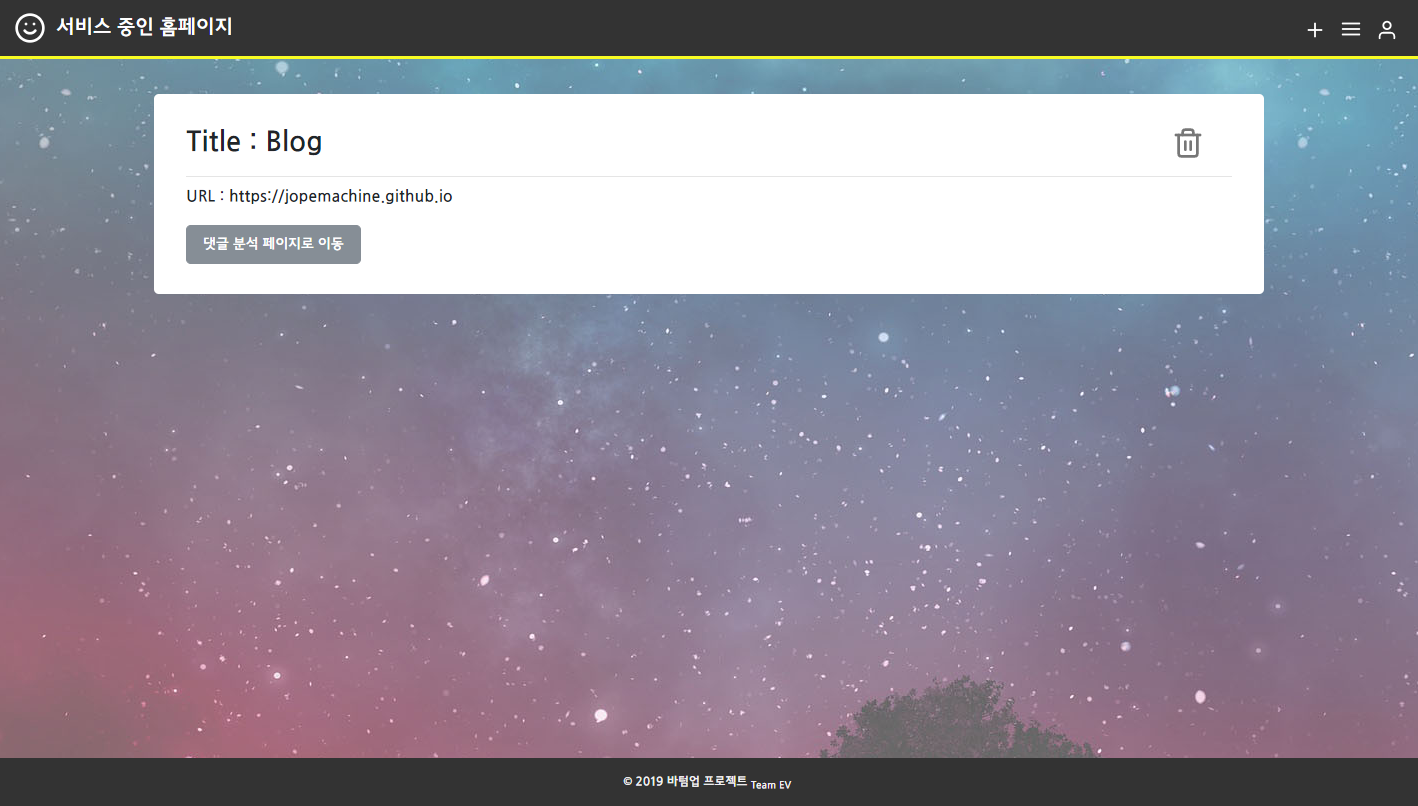 서비스 중인 홈페이지
Title : Blog
URL : https://jopemachine.github.io
댓글 분석 페이지로 이동
© 2019 바텀업 프로젝트 Team EV